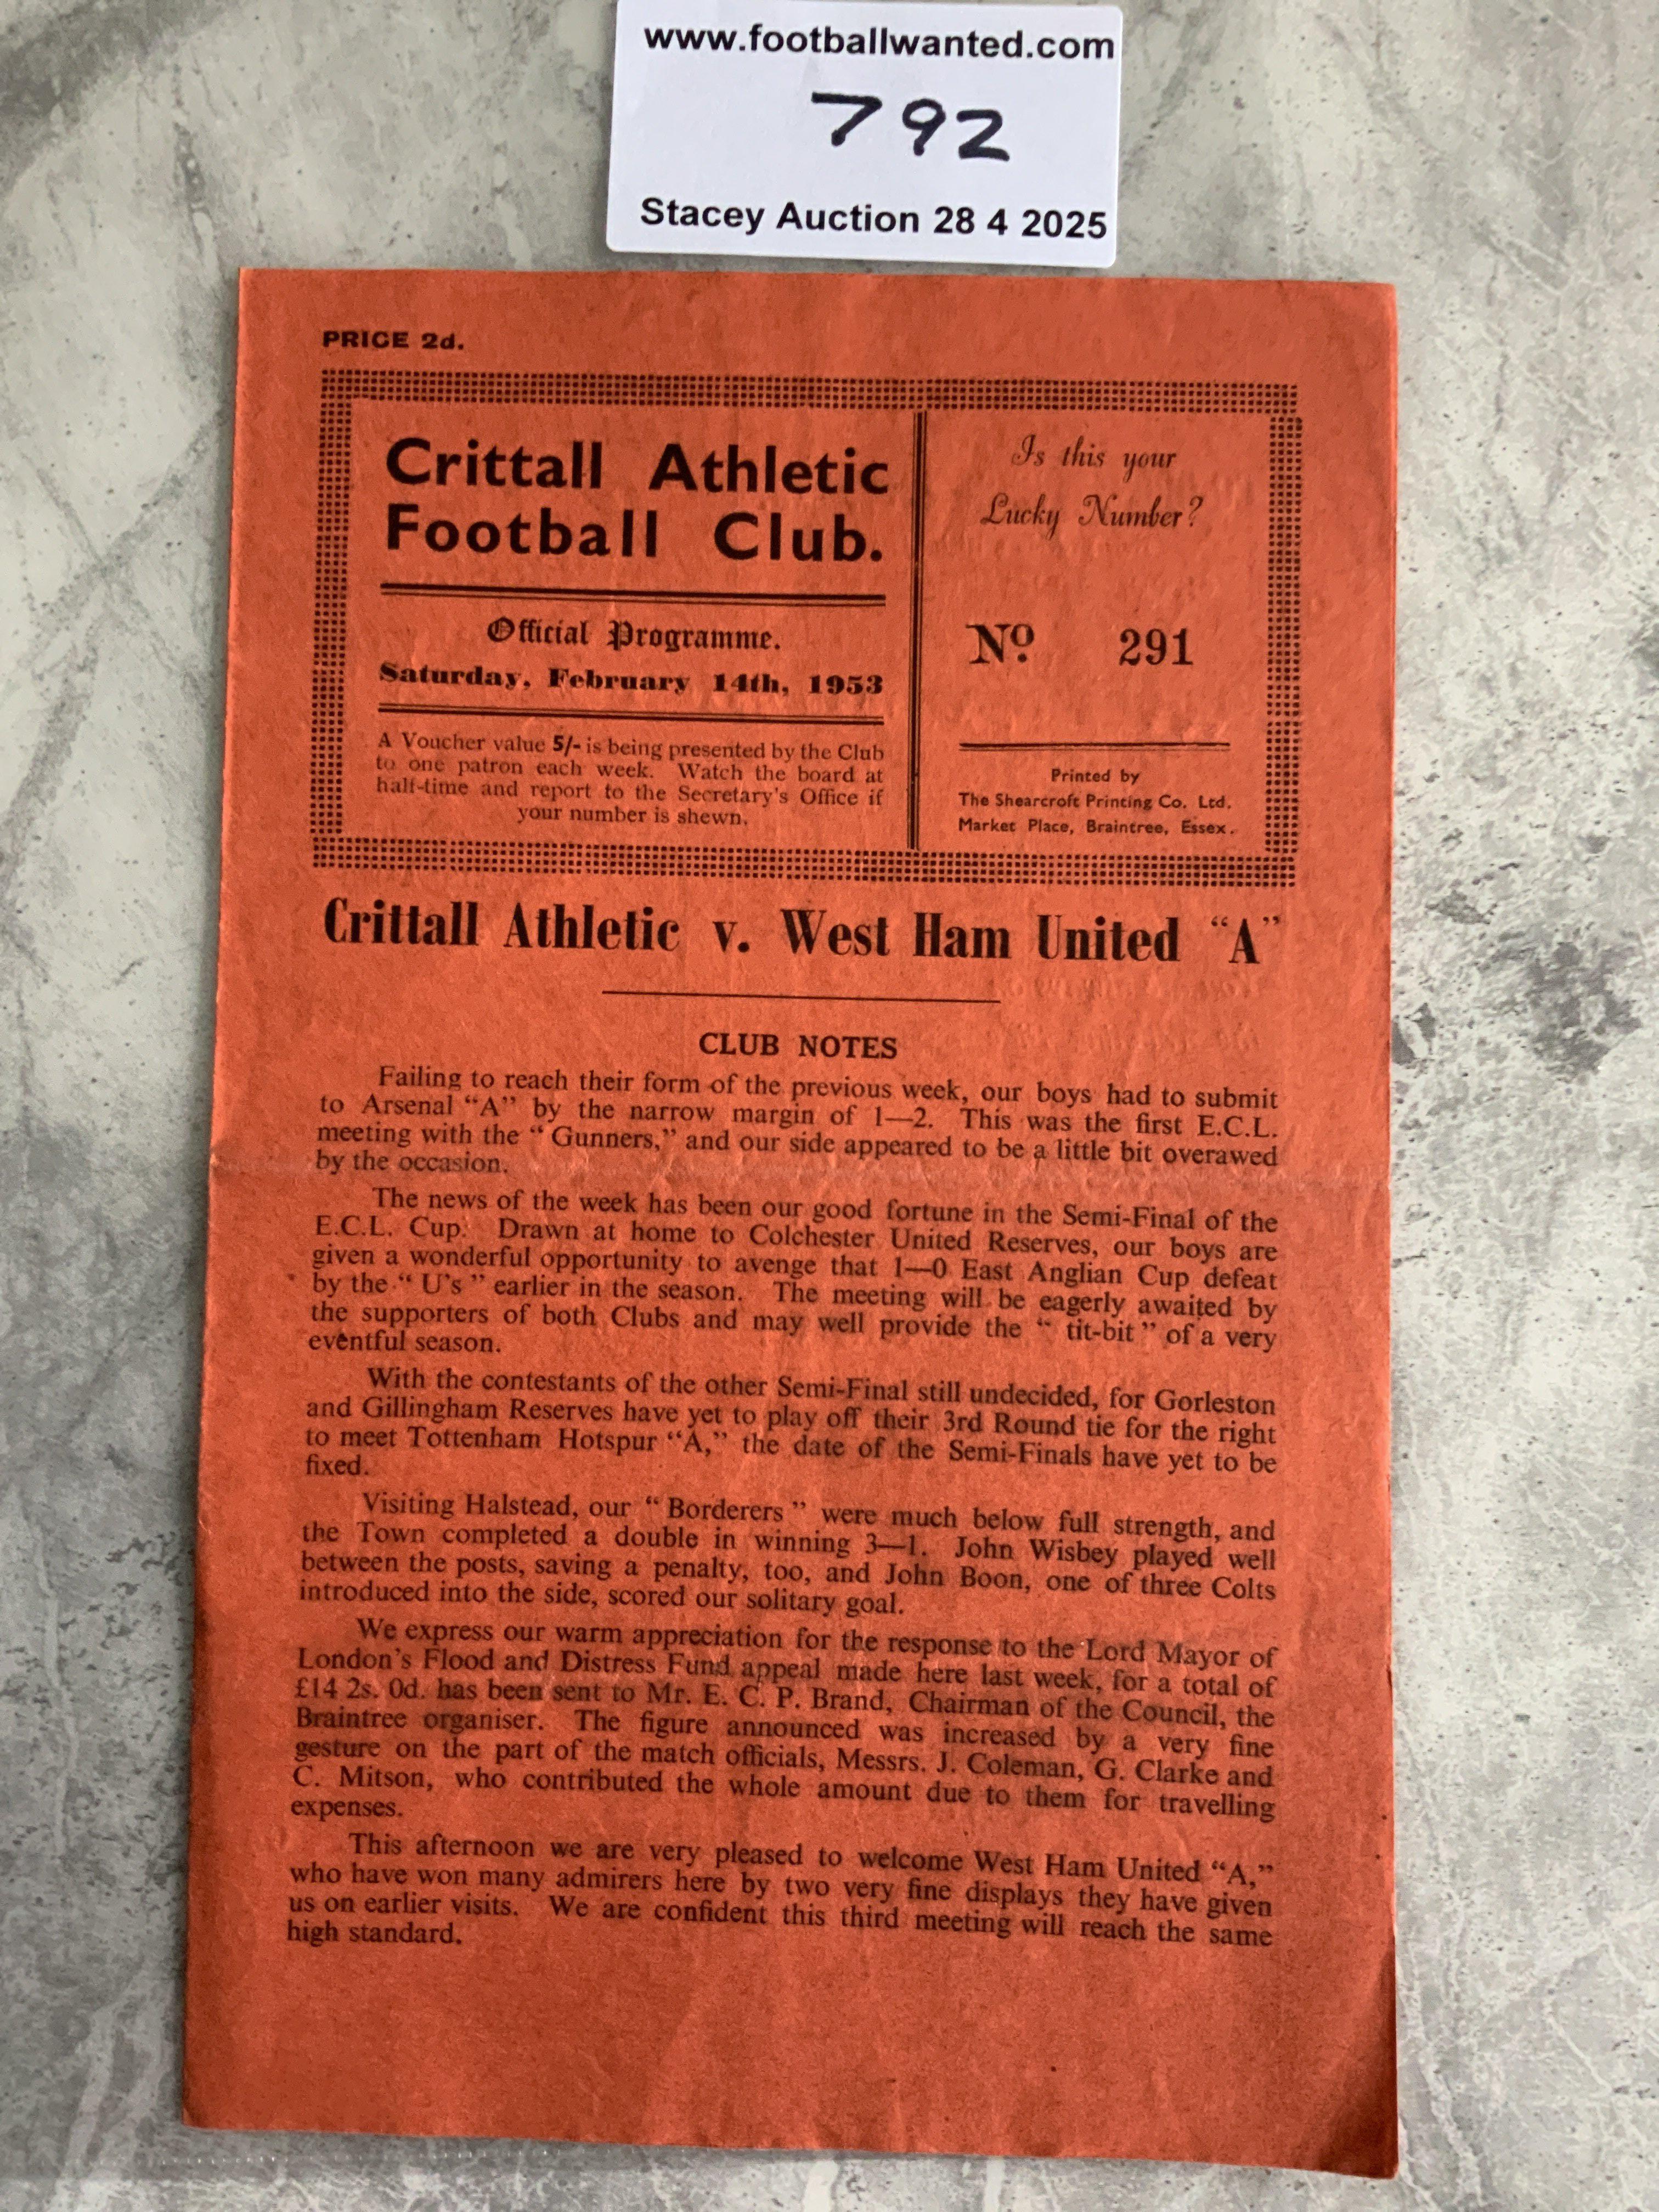 www.footballwanted.com
792
Stacey Auction 28 4 2025
PRICE 2d.
Crittall Athletic
Football Club.
Official Programme.
Saturday, February 14th, 1953
A Voucher value 5/- is being presented by the Club
to one patron each week. Watch the board at
half-time and report to the Secretary's Office if
your number is shewn.
Is this your
Lucky Number?
Nº 291
Printed by
The Shearcroft Printing Co. Ltd.
Market Place, Braintree, Essex.
Crittall Athletic v. West Ham United "A"
CLUB NOTES
Failing to reach their form of the previous week, our boys had to submit
to Arsenal "A" by the narrow margin of 1—2. This was the first E.C.L.
meeting with the "Gunners," and our side appeared to be a little bit overawed
by the occasion.
The news of the week has been our good fortune in the Semi-Final of the
E.C.L. Cup. Drawn at home to Colchester United Reserves, our boys are
given a wonderful opportunity to avenge that 1—0 East Anglian Cup defeat
by the "U's" earlier in the season. The meeting will be eagerly awaited by
the supporters of both Clubs and may well provide the "tit-bit" of a very
eventful season.
With the contestants of the other Semi-Final still undecided, for Gorleston
and Gillingham Reserves have yet to play off their 3rd Round tie for the right
to meet Tottenham Hotspur "A," the date of the Semi-Finals have yet to be
fixed.
Visiting Halstead, our "Borderers" were much below full strength, and
the Town completed a double in winning 3—1. John Wisbey played well
between the posts, saving a penalty, too, and John Boon, one of three Colts
introduced into the side, scored our solitary goal.
We express our warm appreciation for the response to the Lord Mayor of
London's Flood and Distress Fund appeal made here last week, for a total of
£14 2s. 0d. has been sent to Mr. E. C. P. Brand, Chairman of the Council, the
Braintree organiser. The figure announced was increased by a very fine
gesture on the part of the match officials, Messrs. J. Coleman, G. Clarke and
C. Mitson, who contributed the whole amount due to them for travelling
expenses.
This afternoon we are very pleased to welcome West Ham United "A,"
who have won many admirers here by two very fine displays they have given
us on earlier visits. We are confident this third meeting will reach the same
high standard.